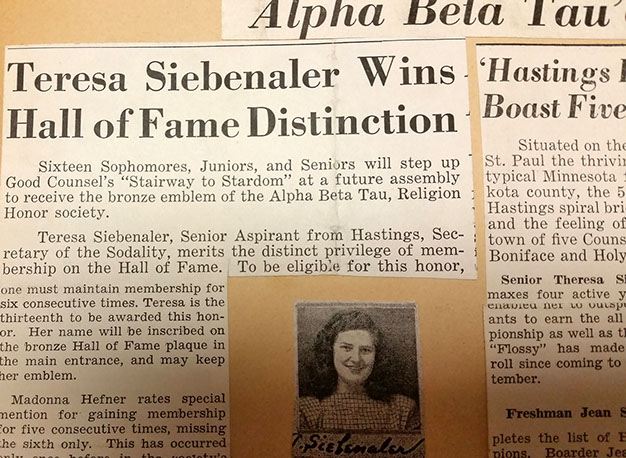 Alpha Beta Tau's
Teresa Siebenaler Wins
Hall of Fame Distinction
Sixteen Sophomores, Juniors, and Seniors will step up
Good Counsel's "Stairway to Stardom" at a future assembly
to receive the bronze emblem of the Alpha Beta Tau, Religion
Honor society.
Teresa Siebenaler, Senior Aspirant from Hastings, Sec-
retary of the Sodality, merits the distinct privilege of mem-
bership on the Hall of Fame. To be eligible for this honor,
one must maintain membership for
six consecutive times. Teresa is the
thirteenth to be awarded this hon-
or. Her name will be inscribed on
the bronze Hall of Fame plaque in
the main entrance, and may keep
her emblem.
Madonna Hefner rates special
mention for gaining membership
for five consecutive times, missing
the sixth only. This has occurred
only once before in the society's
T. Siebenaler
'Hastings
Boast Five
Situated on the
St. Paul the thrivin
typical Minnesota
kota county, the 5
Hastings spiral bri
and the feeling of
town of five Couns
Boniface and Holy
Senior Theresa S
maxes four active y
enabled her to outsp
ants to earn the all
pionship as well as t
"Flossy" has made
roll since coming to
tember.
Freshman Jean S
pletes the list of H
pions. Boarder Jea